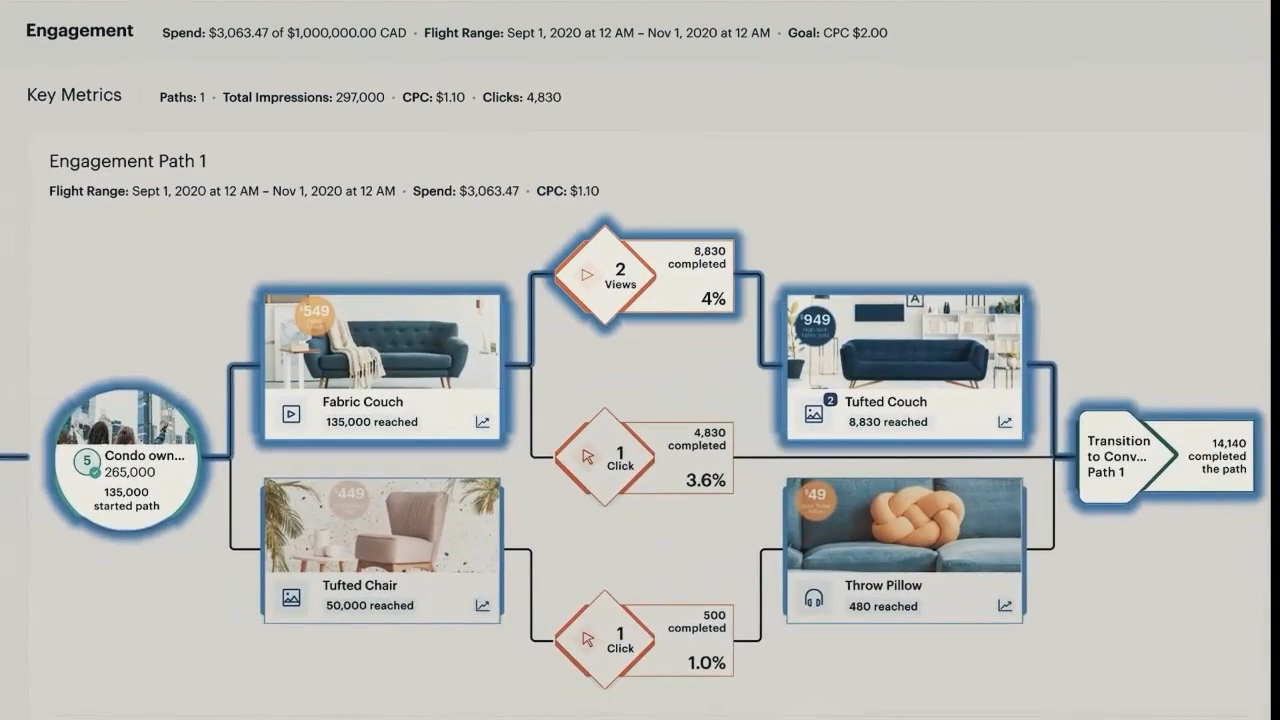 Engagement
Spend: $3,063.47 of $1,000,000.00 CAD • Flight Range: Sept 1, 2020 at 12 AM – Nov 1, 2020 at 12 AM • Goal: CPC $2.00
Key Metrics
Paths: 1 • Total Impressions: 297,000 • CPC: $1.10 • Clicks: 4,830
Engagement Path 1
Flight Range: Sept 1, 2020 at 12 AM – Nov 1, 2020 at 12 AM • Spend: $3,063.47 • CPC: $1.10
5
Condo own...
265,000
135,000
started path
$549
Fabric Couch
135,000 reached
$449
Tufted Chair
50,000 reached
2
Views
8,830
completed
4%
1
Click
4,830
completed
3.6%
1
Click
500
completed
1.0%
A
$949
2
Tufted Couch
8,830 reached
$49
Throw Pillow
480 reached
Transition
to Conv...
Path 1
14,140
completed
the path